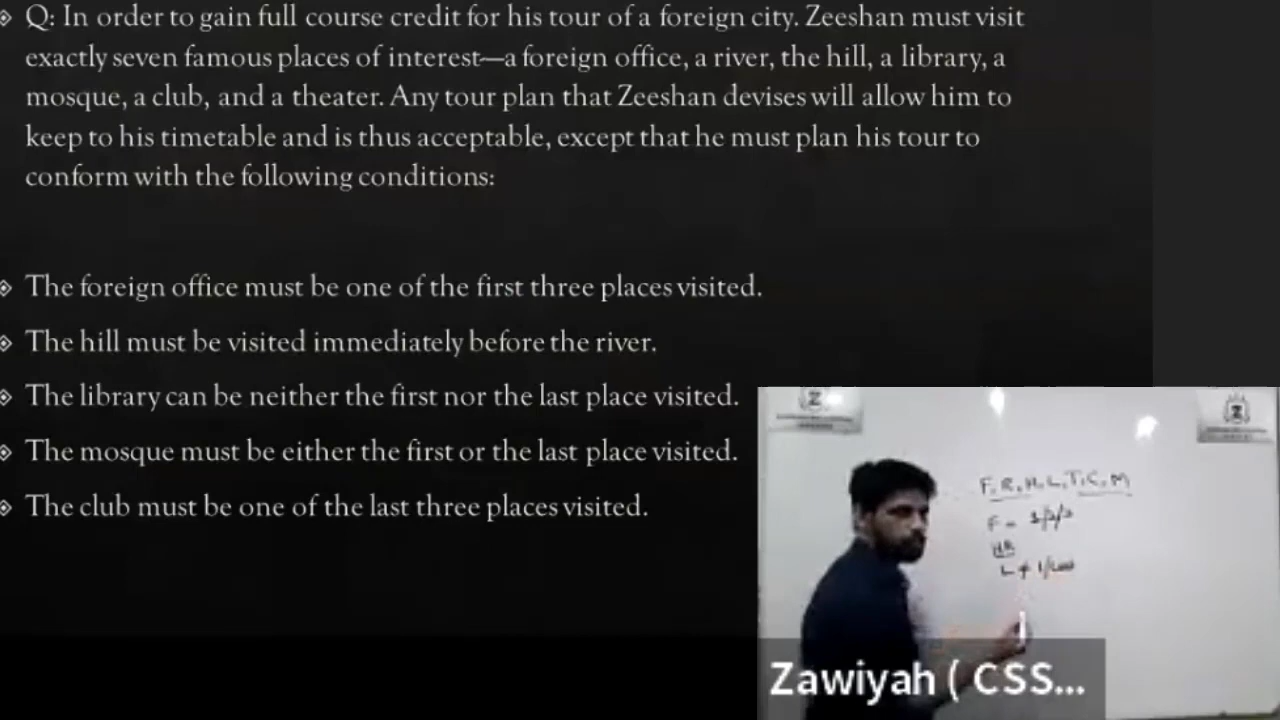 Q: In order to gain full course credit for his tour of a foreign city. Zeeshan must visit
exactly seven famous places of interest—a foreign office, a river, the hill, a library, a
mosque, a club, and a theater. Any tour plan that Zeeshan devises will allow him to
keep to his timetable and is thus acceptable, except that he must plan his tour to
conform with the following conditions:
The foreign office must be one of the first three places visited.
The hill must be visited immediately before the river.
The library can be neither the first nor the last place visited.
The mosque must be either the first or the last place visited.
The club must be one of the last three places visited.
F, R, H, L, T, C, M
F = 1/2/3
HR
L ≠ 1/Last
Zawiyah ( CSS...